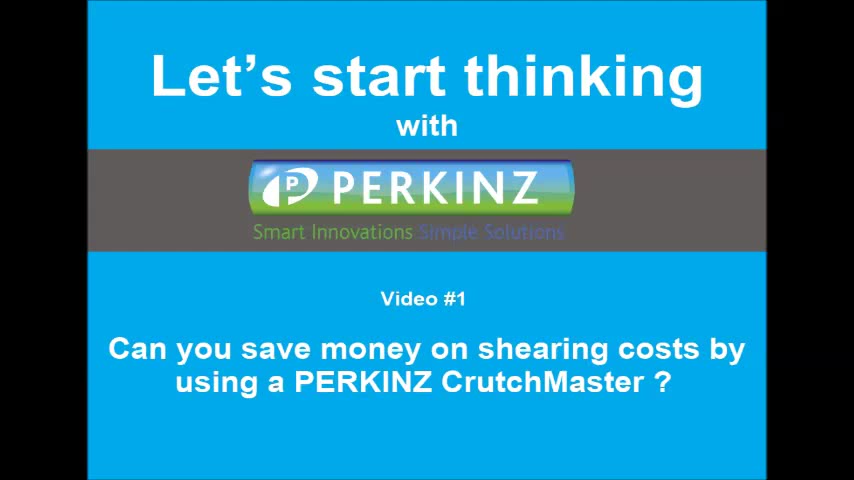 Let's start thinking
with
P PERKINZ
Smart Innovations Simple Solutions
Video #1
Can you save money on shearing costs by
using a PERKINZ CrutchMaster ?